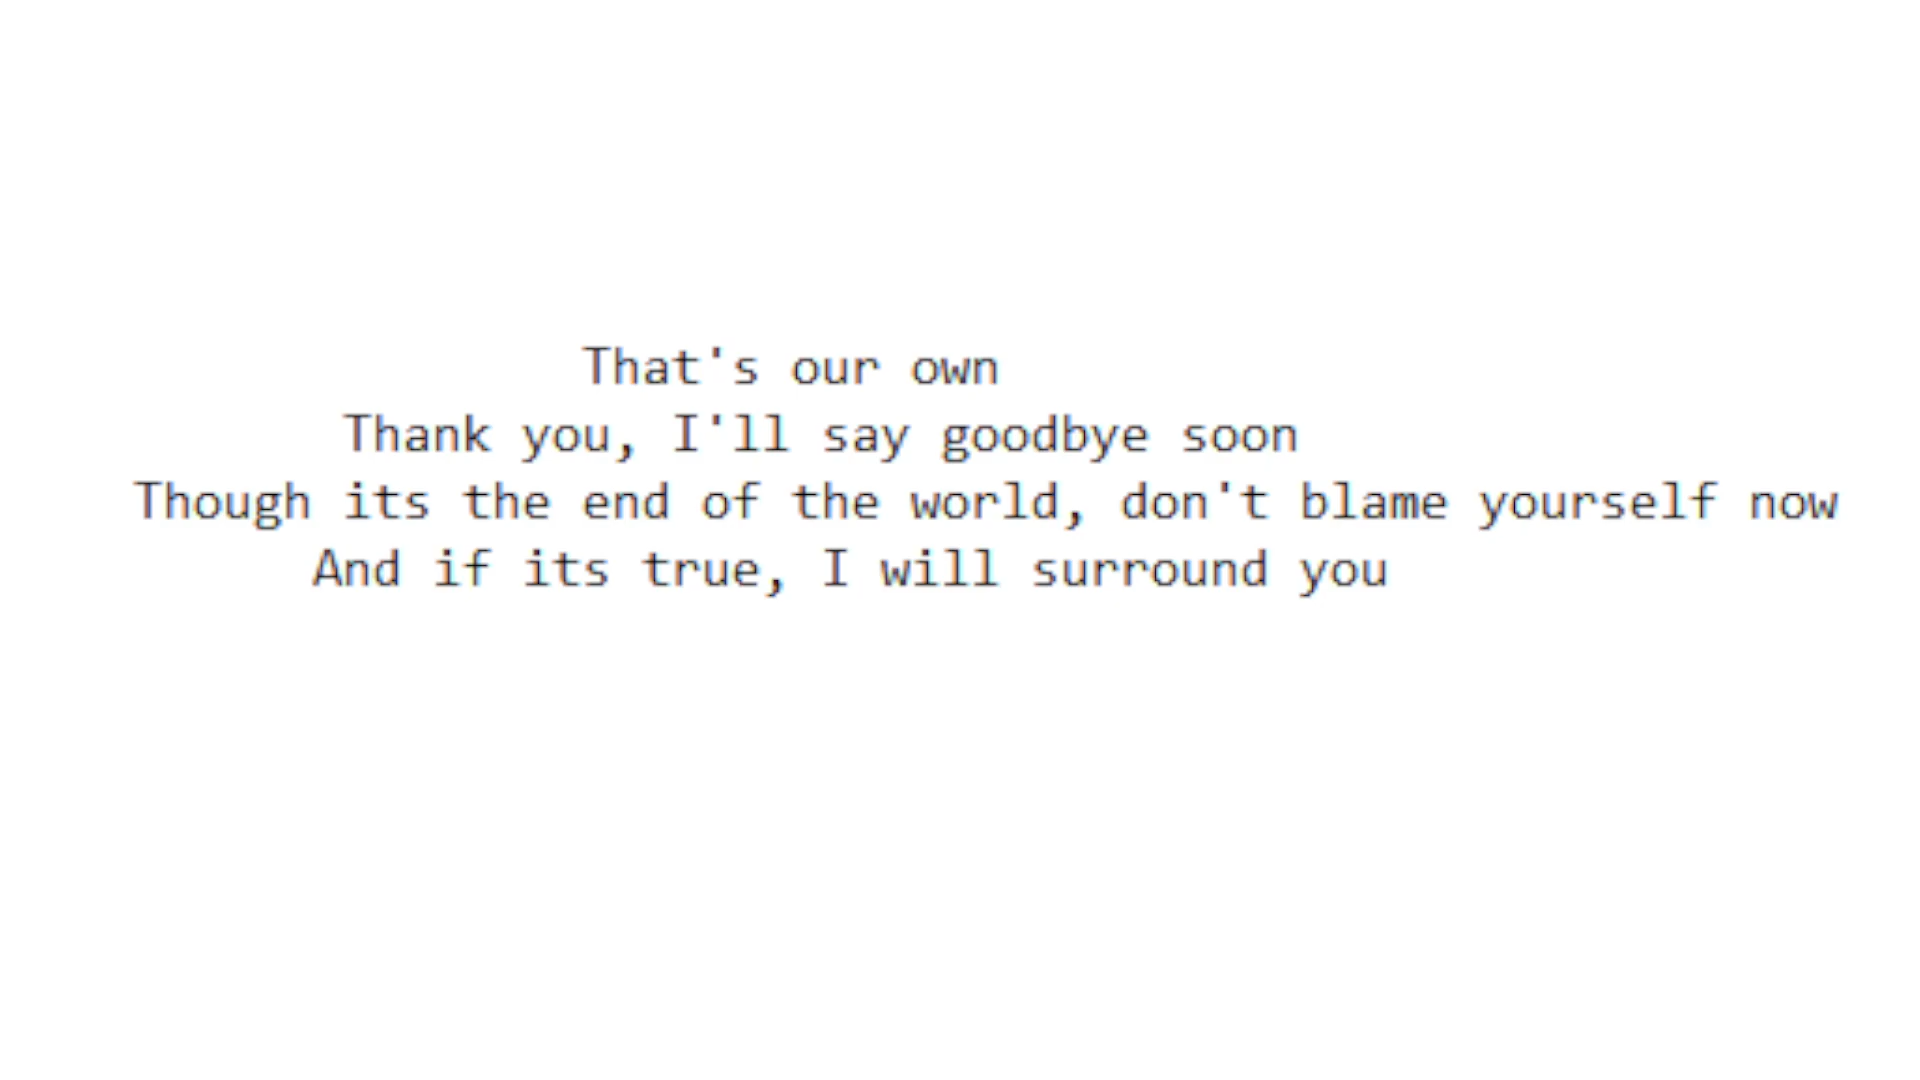 That's our own
Thank you, I'll say goodbye soon
Though its the end of the world, don't blame yourself now
And if its true, I will surround you